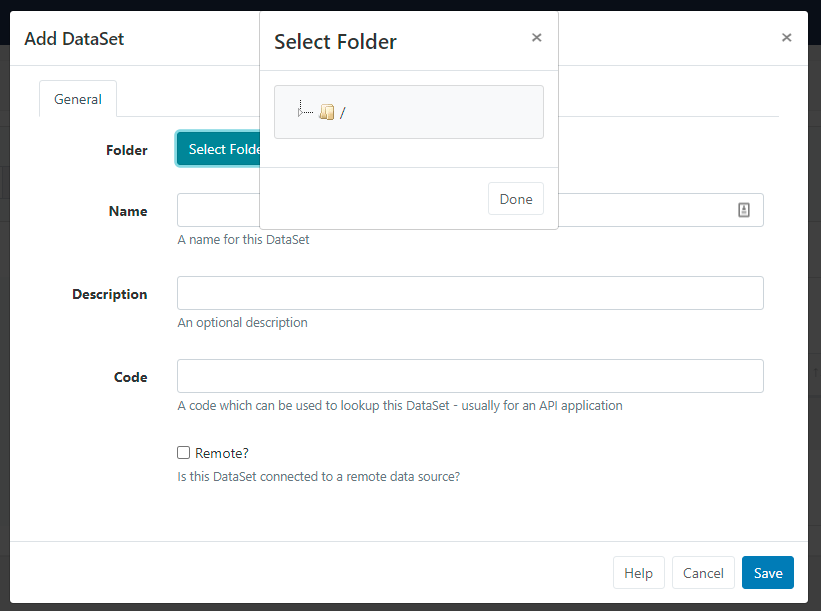 Add DataSet
×
Select Folder
×
/
Done
General
Folder
Select Folde
Name
A name for this DataSet
Description
An optional description
Code
A code which can be used to lookup this DataSet - usually for an API application
Remote?
Is this DataSet connected to a remote data source?
Help
Cancel
Save